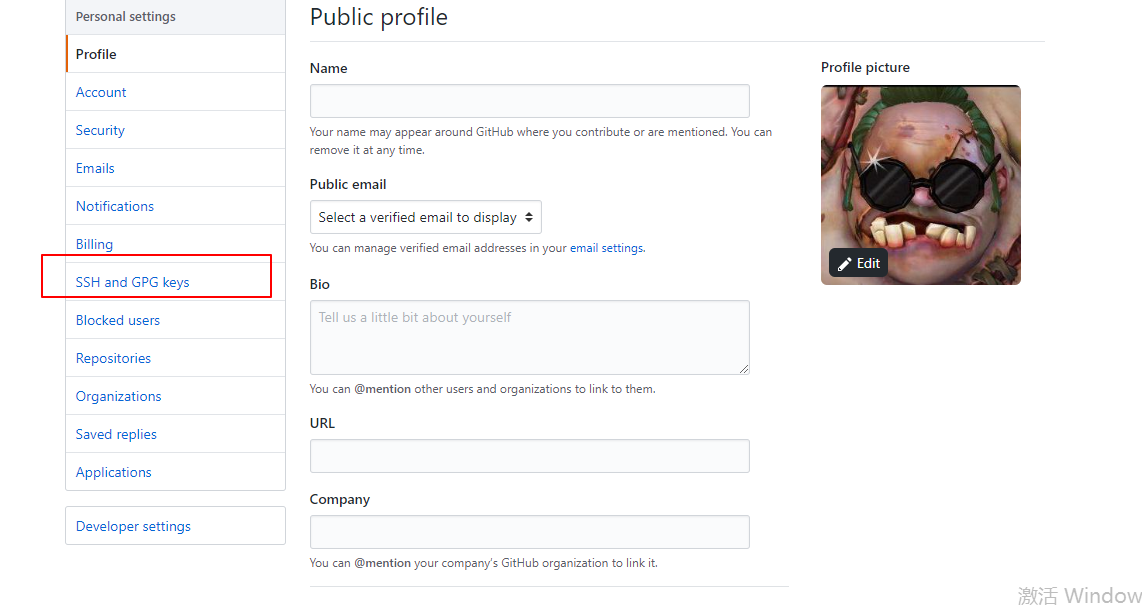 Personal settings
Profile
Account
Security
Emails
Notifications
Billing
SSH and GPG keys
Blocked users
Repositories
Organizations
Saved replies
Applications
Developer settings
Public profile
Name
Your name may appear around GitHub where you contribute or are mentioned. You can
remove it at any time.
Public email
Select a verified email to display
You can manage verified email addresses in your email settings.
Bio
Tell us a little bit about yourself
You can @mention other users and organizations to link to them.
URL
Company
You can @mention your company's GitHub organization to link it.
Profile picture
Edit
激活 Window